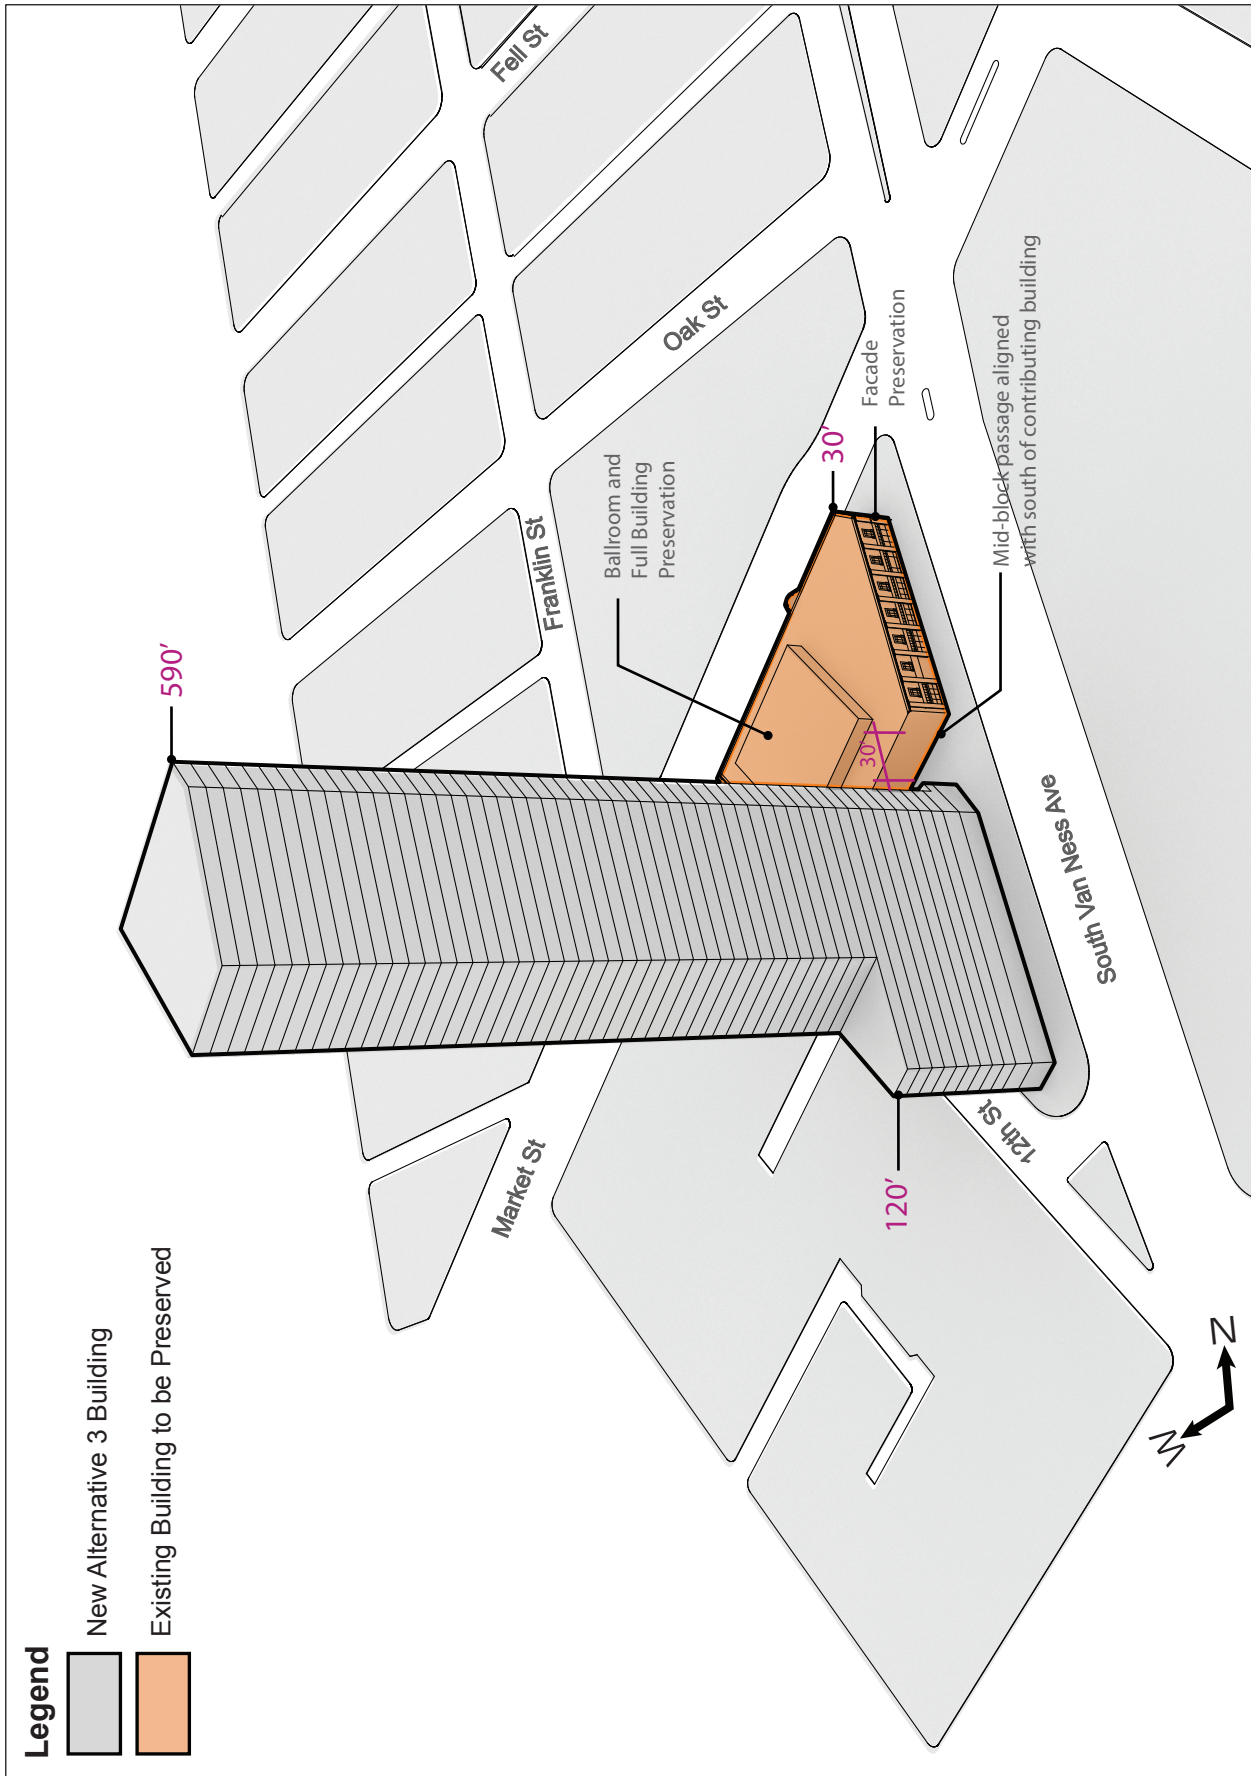 Legend
New Alternative 3 Building
Existing Building to be Preserved
590′
Fell St
Franklin St
Oak St
Market St
Ballroom and
Full Building
Preservation
30′
Facade
Preservation
30′
Mid-block passage aligned
with south of contributing building
120′
12th St
South Van Ness Ave
W
N